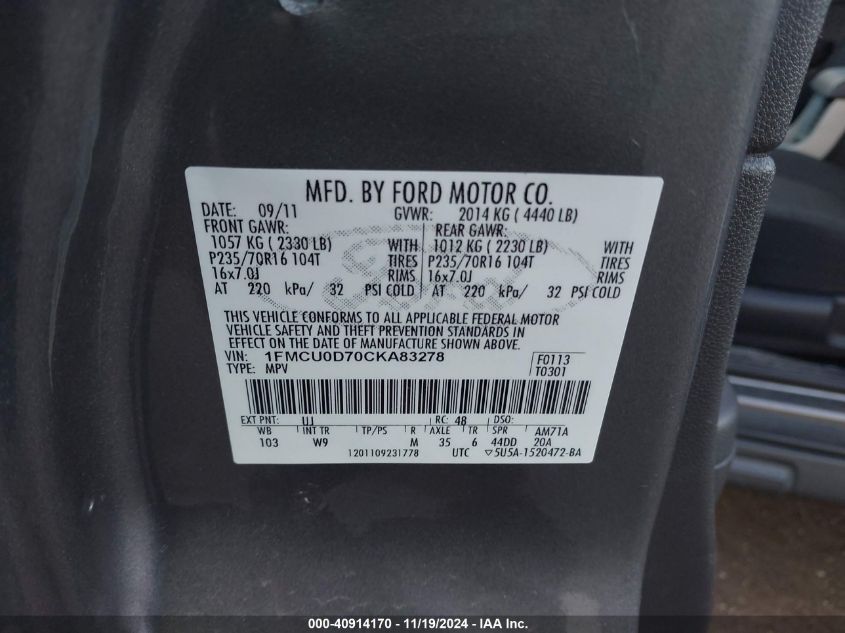 MFD. BY FORD MOTOR CO.
DATE: 09/11 GVWR: 2014 KG ( 4440 LB)
FRONT GAWR: REAR GAWR:
1057 KG ( 2330 LB) WITH 1012 KG ( 2230 LB) WITH
P235/70R16 104T TIRES P235/70R16 104T TIRES
16x7.0J RIMS 16x7.0J RIMS
AT 220 kPa/ 32 PSI COLD AT 220 kPa/ 32 PSI COLD
Ford
THIS VEHICLE CONFORMS TO ALL APPLICABLE FEDERAL MOTOR
VEHICLE SAFETY AND THEFT PREVENTION STANDARDS IN
EFFECT ON THE DATE OF MANUFACTURE SHOWN ABOVE.
VIN: 1FMCU0D70CKA83278 F0113
TYPE: MPV T0301
EXT PNT: UJ RC: 48 DSO:
WB INT TR TP/PS R AXLE TR SPR AM71A
103 W9 M 35 6 44DD 20A
1201109231778 UTC ▽5U5A-1520472-BA
000-40914170 - 11/19/2024 - IAA Inc.